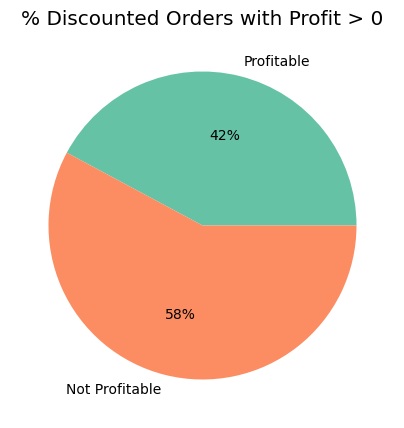 % Discounted Orders with Profit > 0
Profitable
42%
58%
Not Profitable